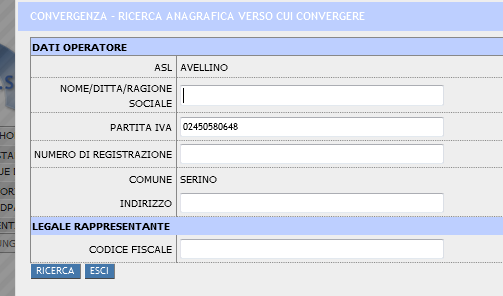 CONVERGENZA - RICERCA ANAGRAFICA VERSO CUI CONVERGERE
DATI OPERATORE
ASL AVELLINO
NOME/DITTA/RAGIONE
SOCIALE
PARTITA IVA 02450580648
NUMERO DI REGISTRAZIONE
COMUNE SERINO
INDIRIZZO
LEGALE RAPPRESENTANTE
CODICE FISCALE
RICERCA ESCI